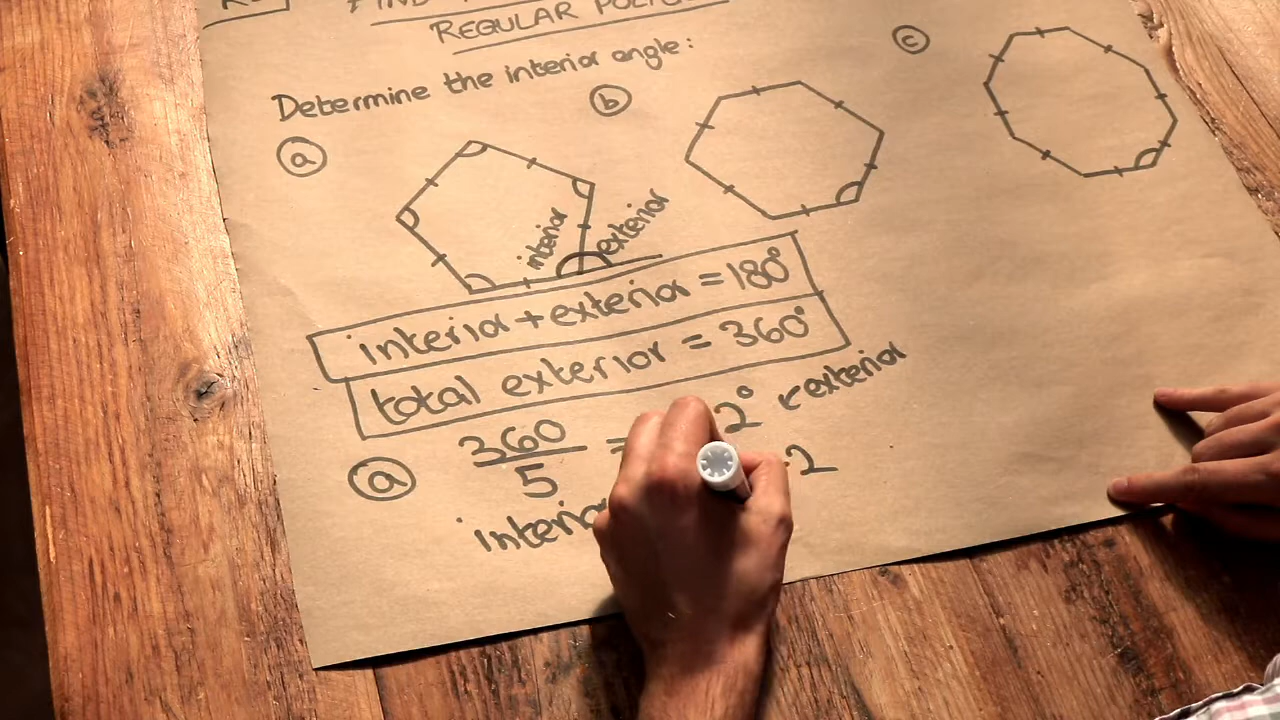 FIND
REGULAR
Determine the interior angle:
a
b
c
interior
exterior
interior + exterior = 180°
total exterior = 360°
a 360/5 = 2° exterior
2
interior